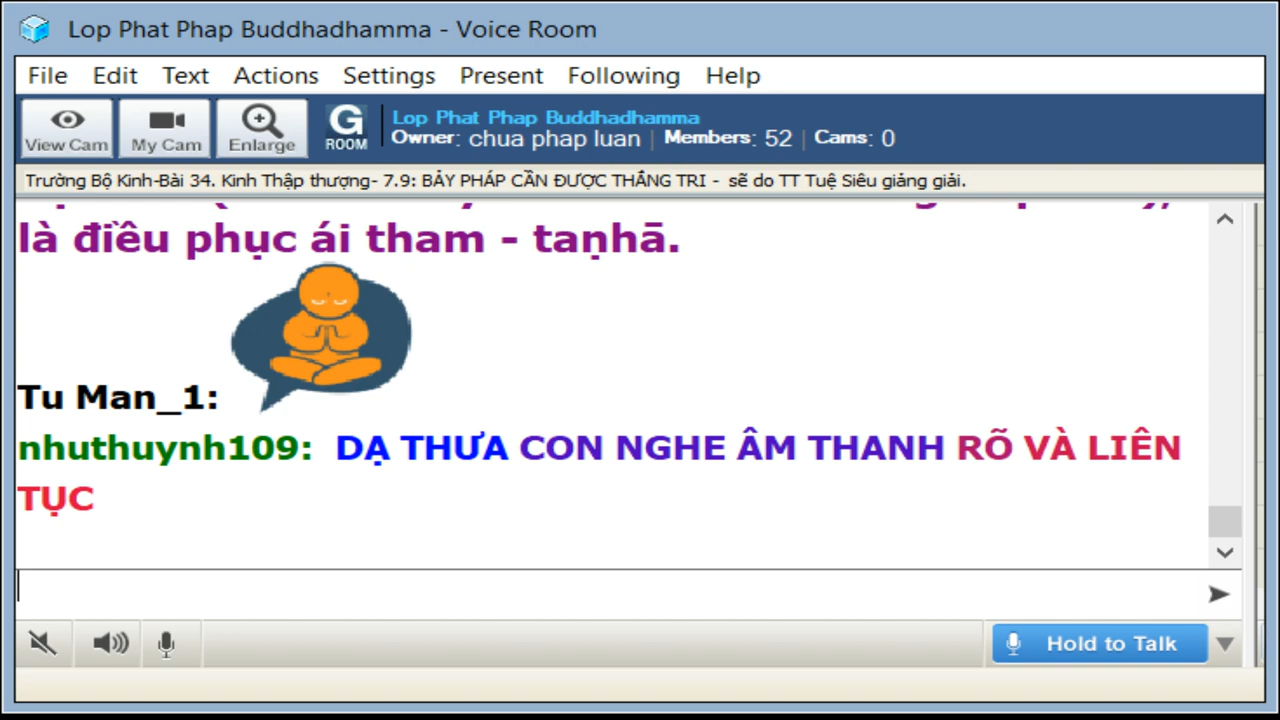 Lop Phat Phap Buddhadhamma - Voice Room
File Edit Text Actions Settings Present Following Help
View Cam My Cam Enlarge G ROOM
Lop Phat Phap Buddhadhamma
Owner: chua phap luan | Members: 52 | Cams: 0
Trường Bộ Kinh-Bài 34. Kinh Thập thượng- 7.9: BẢY PHÁP CẦN ĐƯỢC THẮNG TRI - sẽ do TT Tuệ Siêu giảng giải.
là điều phục ái tham - taṇhā.
Tu Man_1:
nhuthuynh109: DẠ THƯA CON NGHE ÂM THANH RÕ VÀ LIÊN
TỤC
Hold to Talk